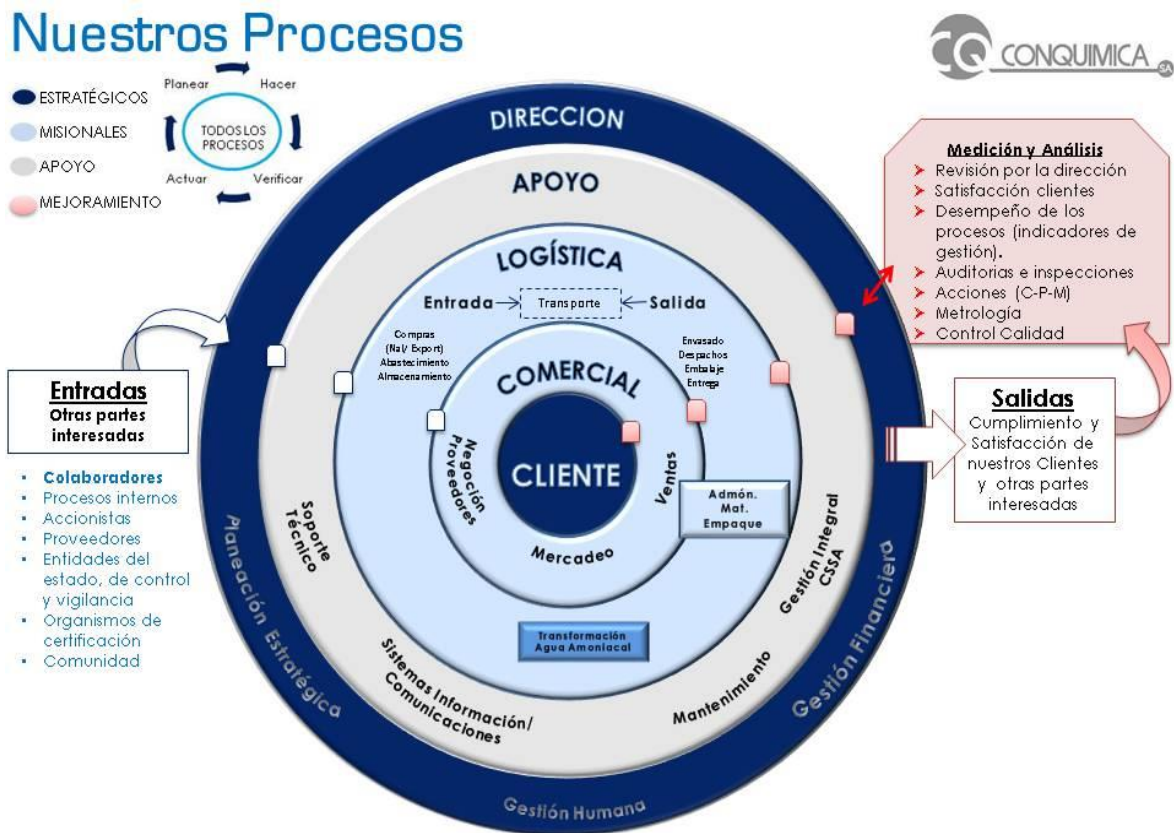 Nuestros Procesos
CQ CONQUIMICA SA
ESTRATÉGICOS
MISIONALES
APOYO
MEJORAMIENTO
Planear
Hacer
TODOS LOS
PROCESOS
Actuar
Verificar
DIRECCION
APOYO
LOGÍSTICA
Entrada
Transporte
Salida
Compras
(Nal/ Export)
Abastecimiento
Almacenamiento
Envasado
Despachos
Embalaje
Entrega
COMERCIAL
CLIENTE
Negoción
Proveedores
Ventas
Mercadeo
Admón.
Mat.
Empaque
Transformación
Agua Amoniacal
Soporte
Técnico
Sistemas Información/
Comunicaciones
Mantenimiento
Gestión Integral
CSSA
Planeación Estratégica
Gestión Humana
Gestión Financiera
Entradas
Otras partes
interesadas
• Colaboradores
• Procesos internos
• Accionistas
• Proveedores
• Entidades del
estado, de control
y vigilancia
• Organismos de
certificación
• Comunidad
Medición y Análisis
➤ Revisión por la dirección
➤ Satisfacción clientes
➤ Desempeño de los
procesos (indicadores de
gestión).
➤ Auditorias e inspecciones
➤ Acciones (C-P-M)
➤ Metrología
➤ Control Calidad
Salidas
Cumplimiento y
Satisfacción de
nuestros Clientes
y otras partes
interesadas